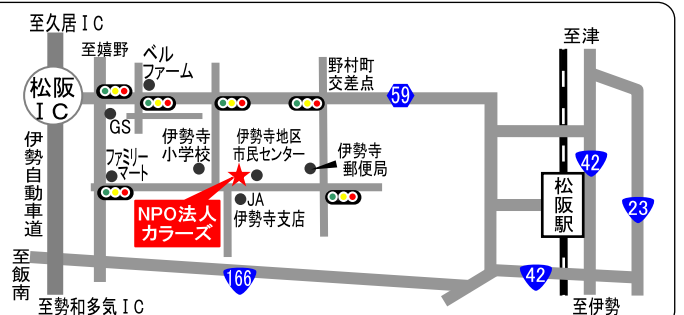 至久居IC
至嬉野
ベル
ファーム
野村町
交差点
至津
松阪
IC
59
GS
伊勢寺
小学校
伊勢寺地区
市民センター
伊勢寺
郵便局
ファミリー
マート
伊勢自動車道
NPO法人
カラーズ
JA
伊勢寺支店
42
松阪駅
23
至飯南
166
42
至勢和多気IC
至伊勢